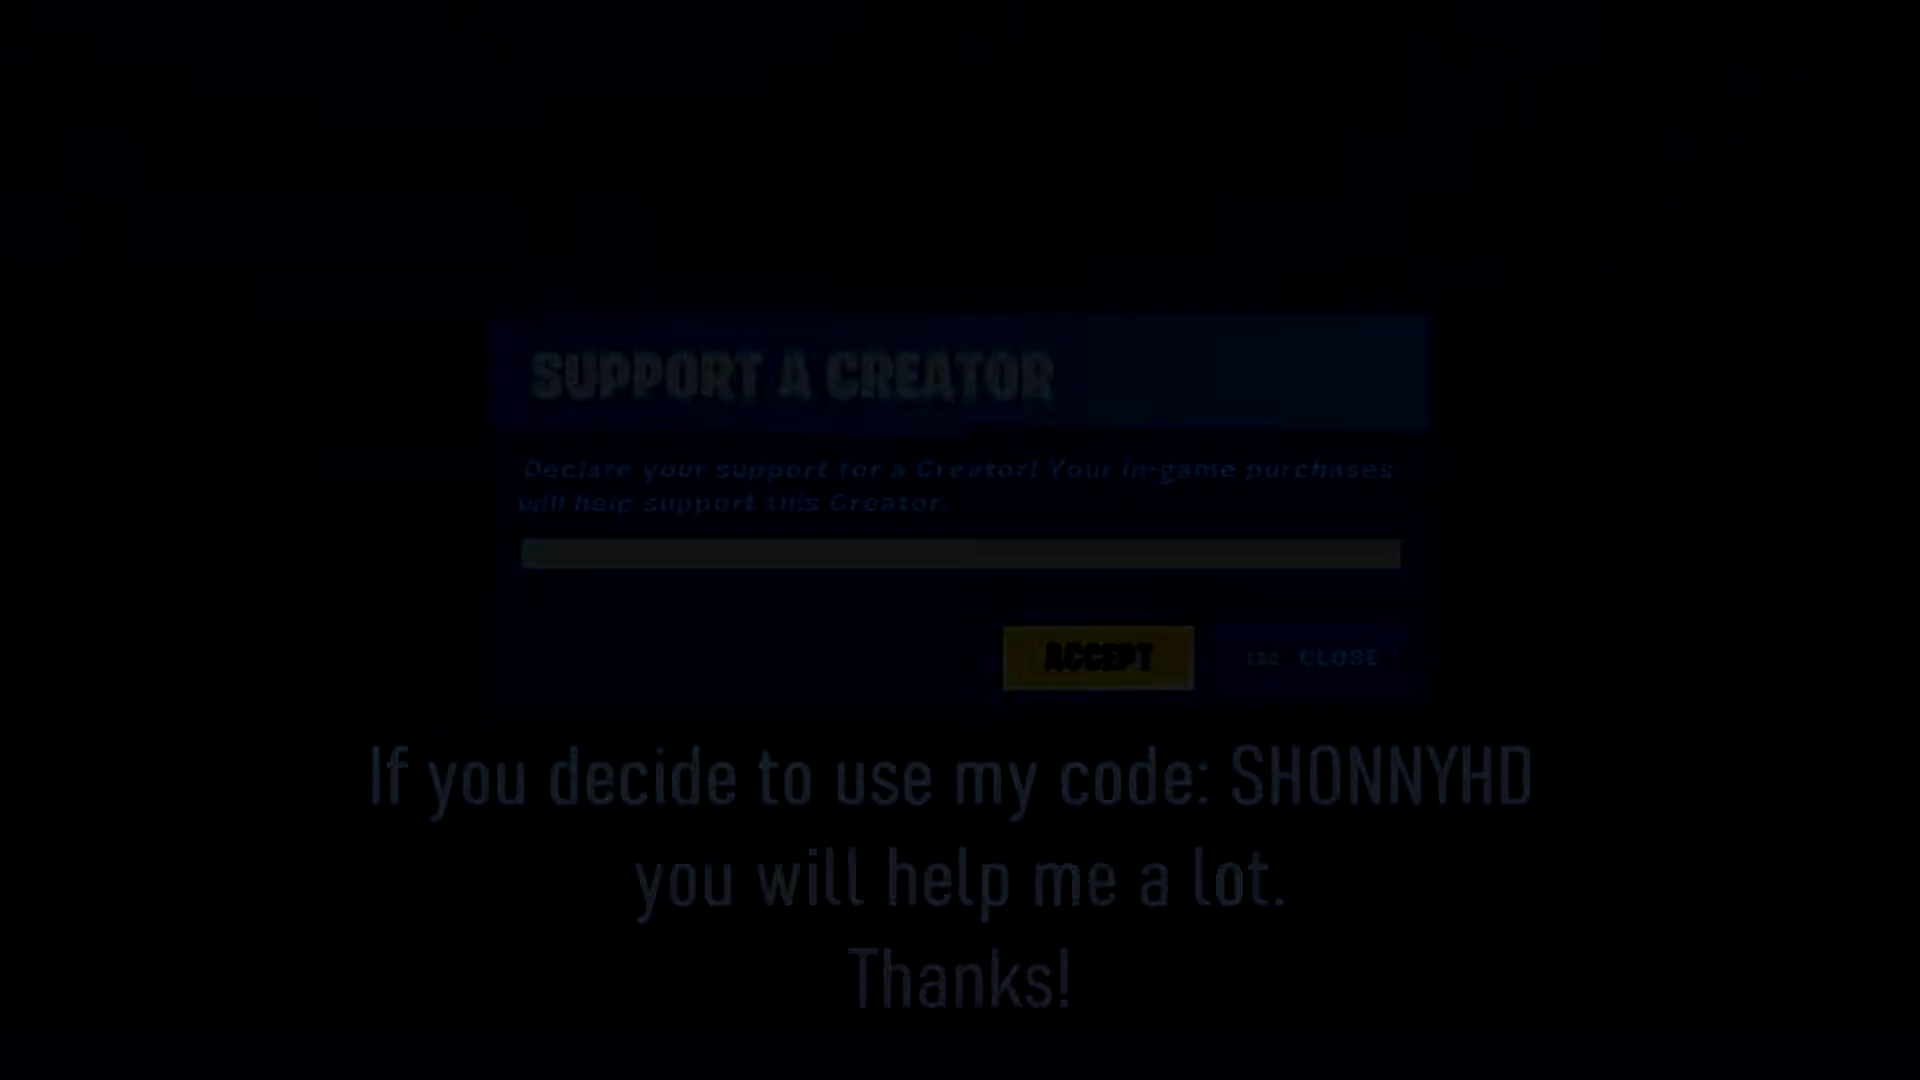 SUPPORT A CREATOR
Declare your support for a Creator! Your in-game purchases
will help support this Creator.
ACCEPT
CLOSE
If you decide to use my code: SHONNYHD
you will help me a lot.
Thanks!